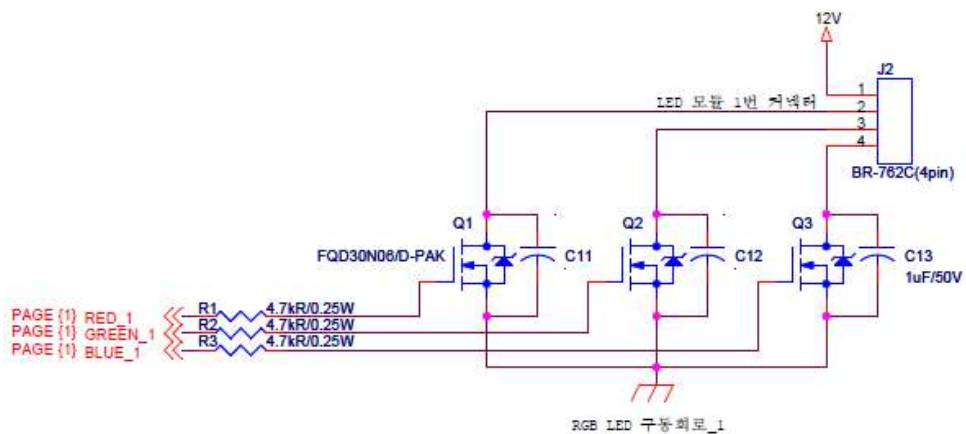 12V
J2
1
LED 모듈 1번 커넥터
2
3
4
BR-762C(4pin)
Q1
Q2
Q3
FQD30N06/D-PAK
C11
C12
C13
1uF/50V
PAGE {1} RED_1
R1
4.7kR/0.25W
PAGE {1} GREEN_1
R2
4.7kR/0.25W
PAGE {1} BLUE_1
R3
4.7kR/0.25W
RGB LED 구동회로_1